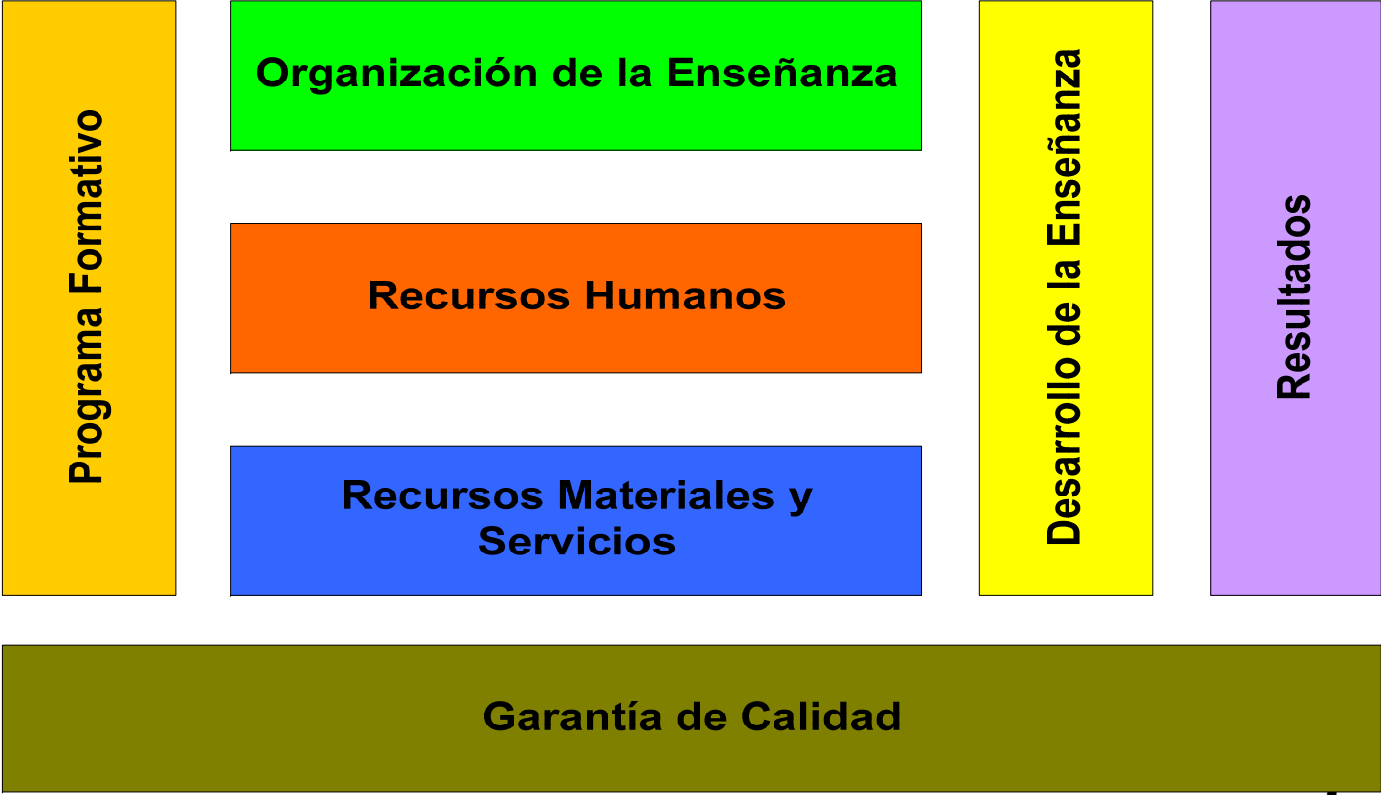 Programa Formativo
Organización de la Enseñanza
Recursos Humanos
Recursos Materiales y
Servicios
Desarrollo de la Enseñanza
Resultados
Garantía de Calidad